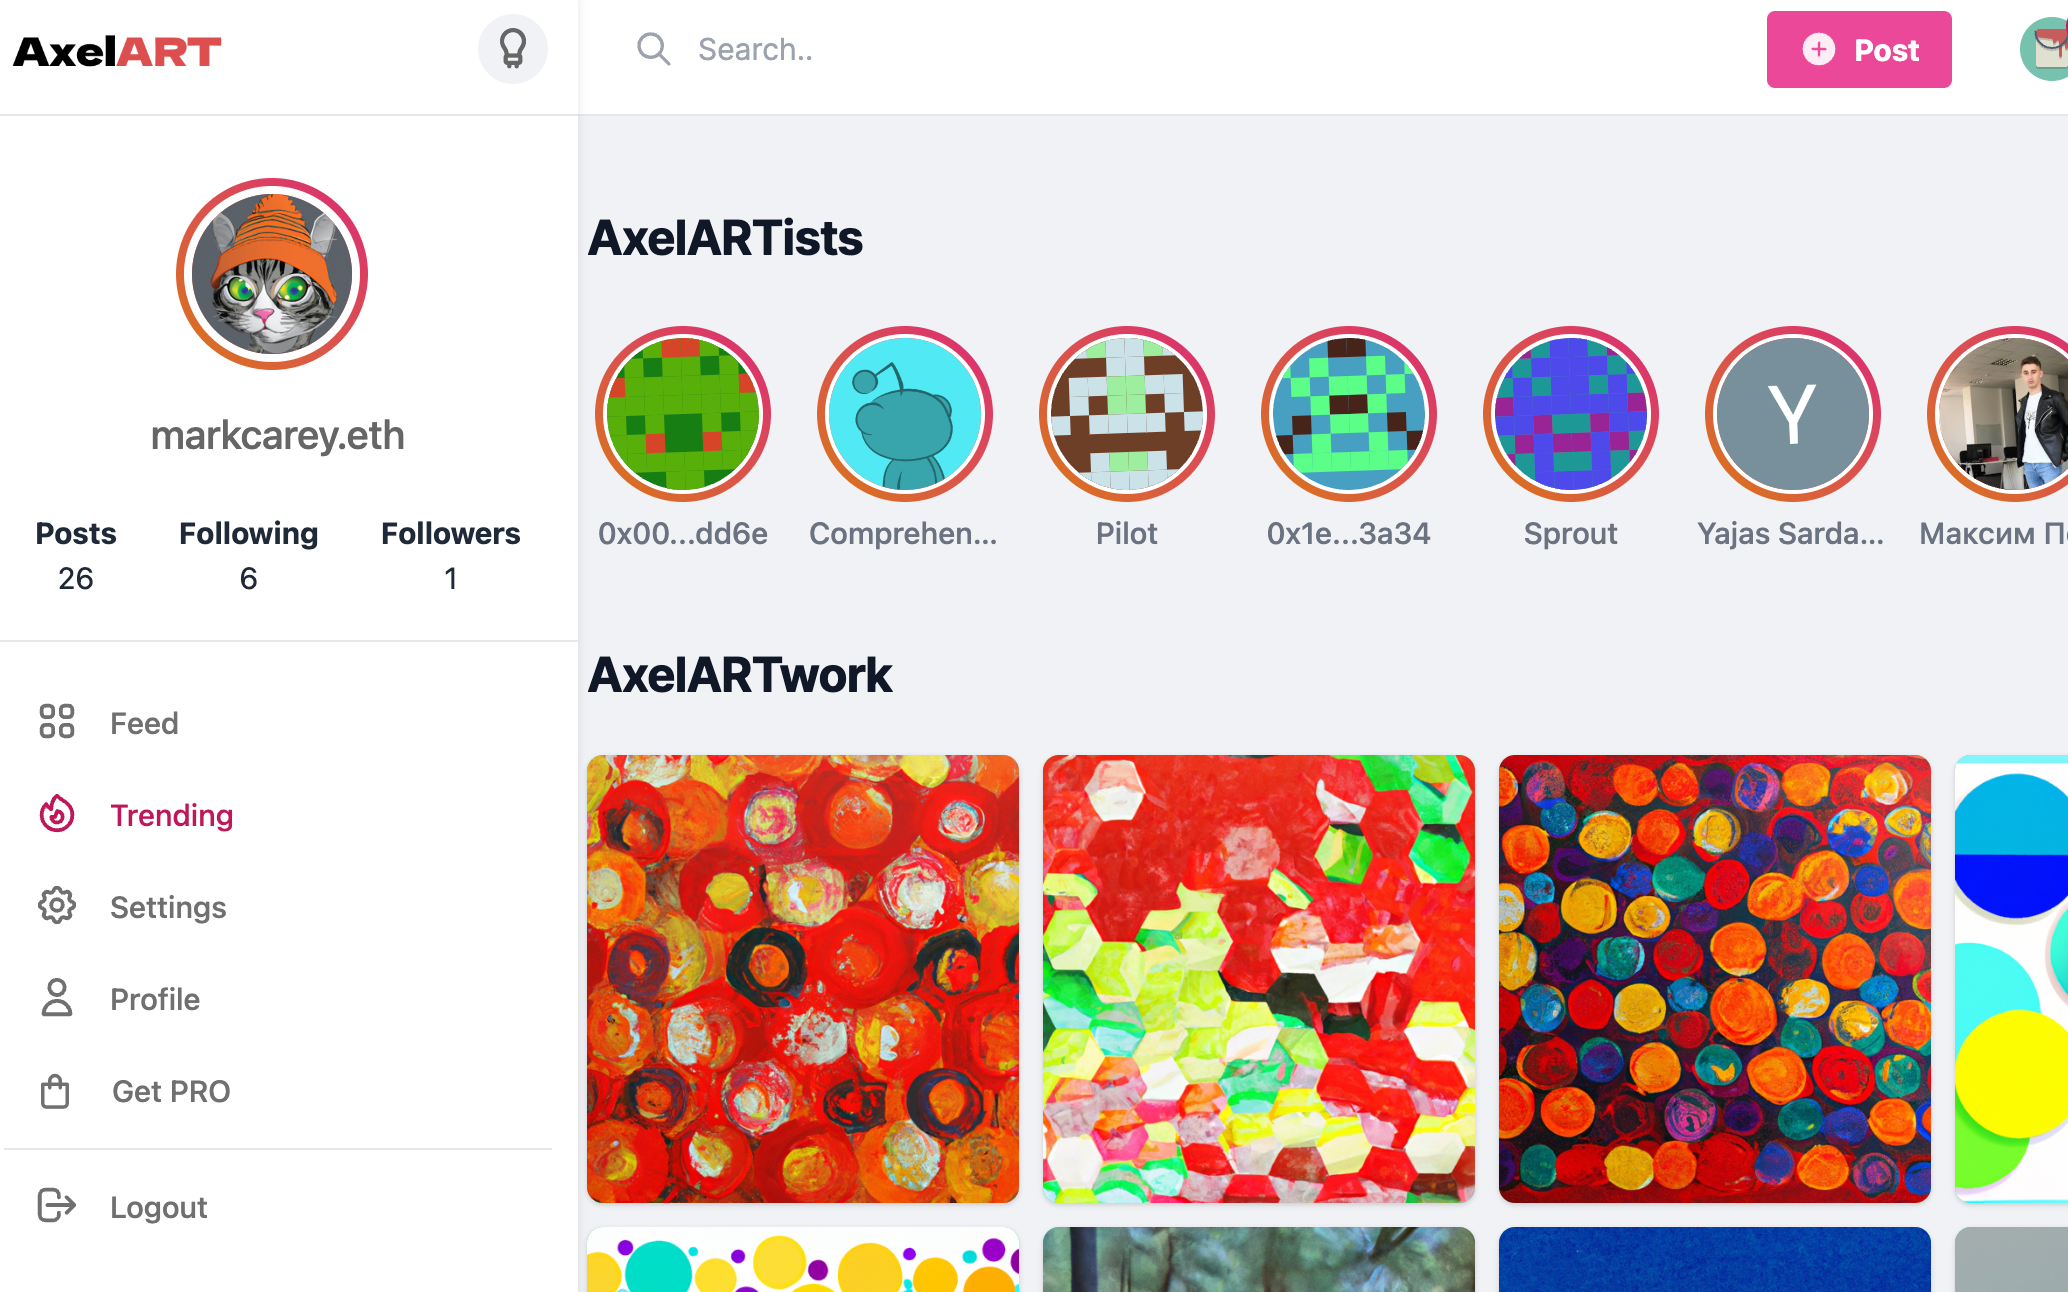 AxelART
Search..
Post
markcarey.eth
Posts Following Followers
26 6 1
Feed
Trending
Settings
Profile
Get PRO
Logout
AxelARTists
Y
0x00...dd6e Comprehen... Pilot 0x1e...3a34 Sprout Yajas Sarda... Максим
AxelARTwork